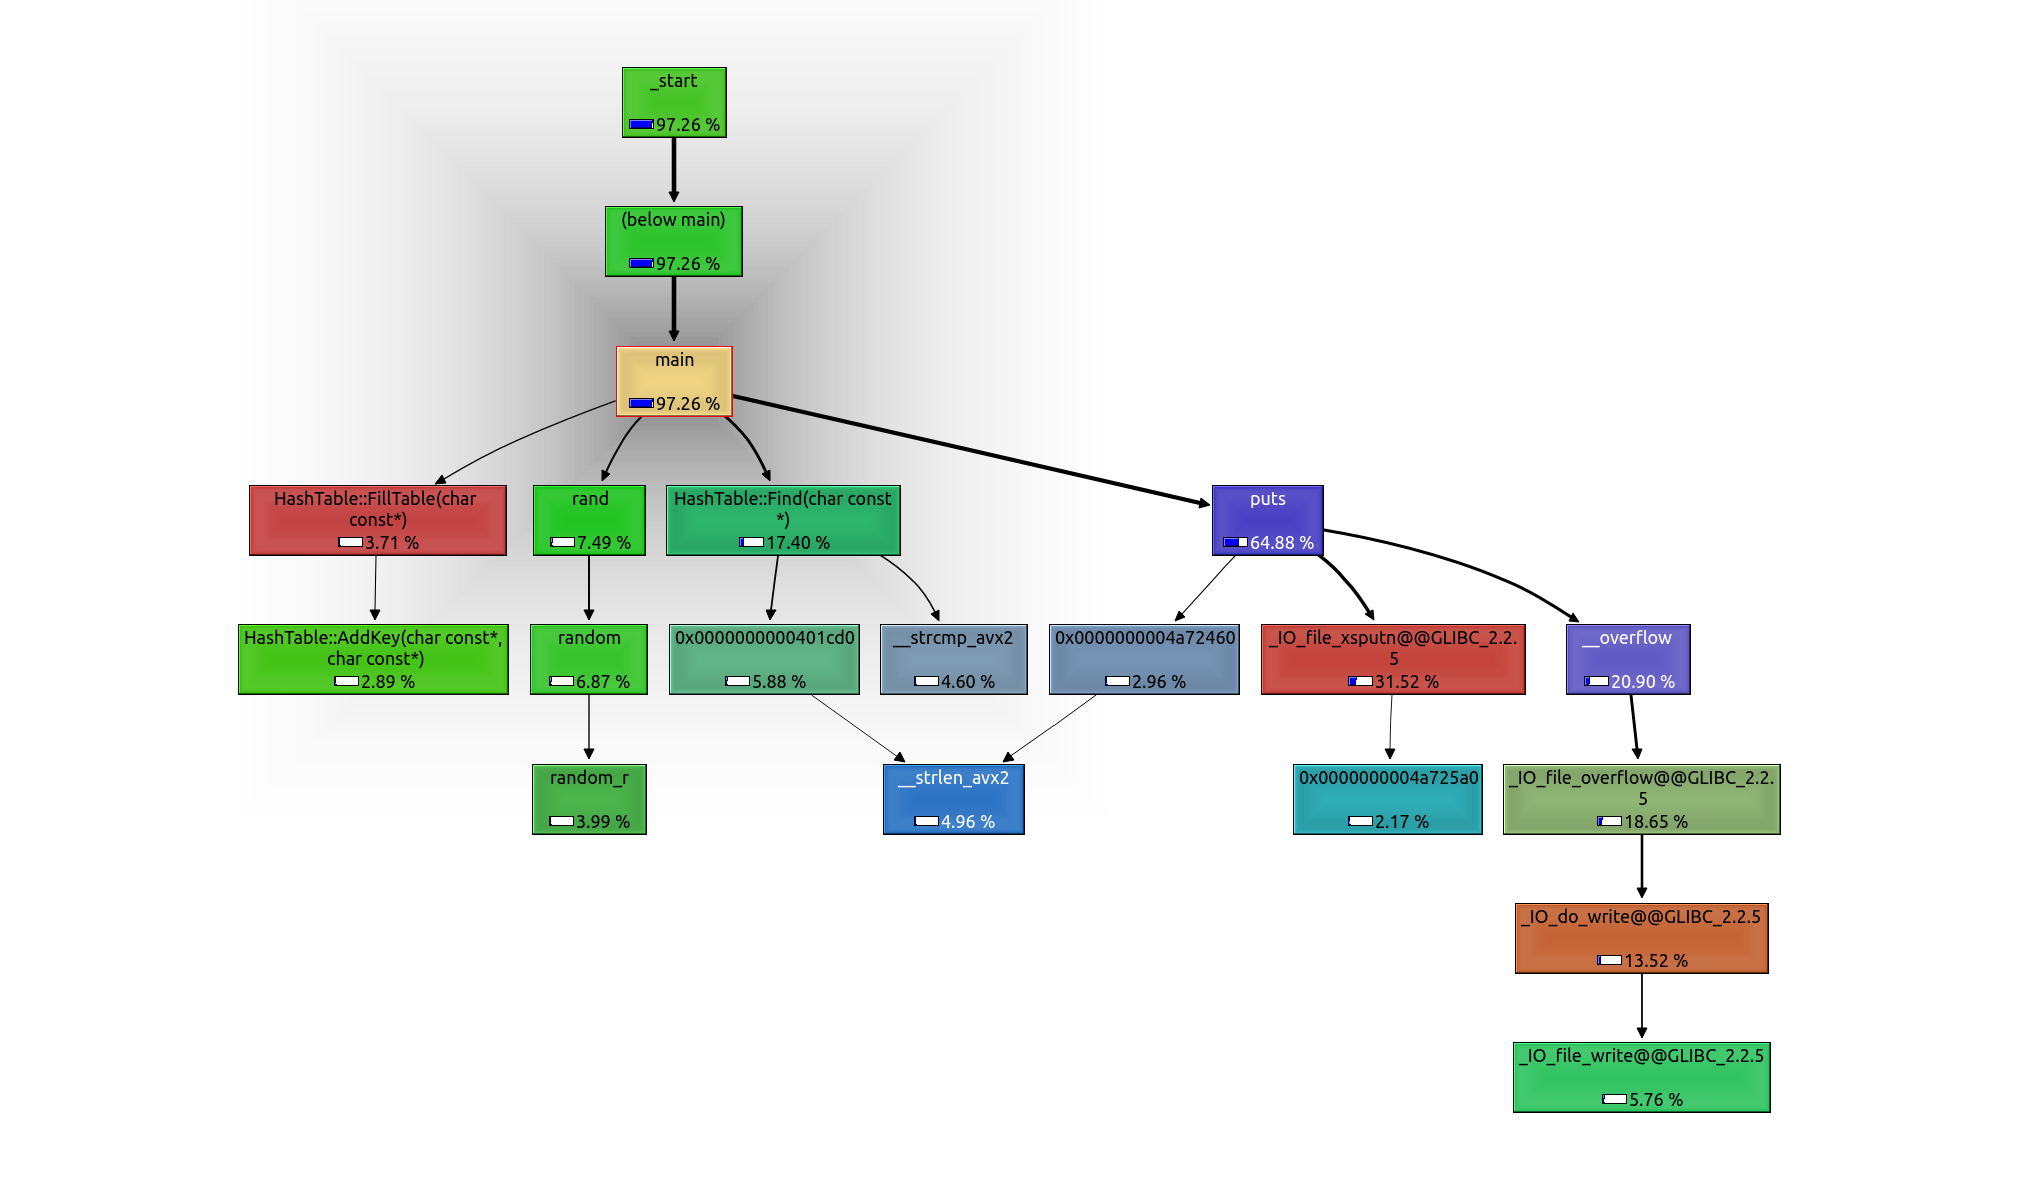 _start
97.26 %
(below main)
97.26 %
main
97.26 %
HashTable::FillTable(char
const*)
3.71 %
rand
7.49 %
HashTable::Find(char const
*)
17.40 %
puts
64.88 %
HashTable::AddKey(char const*,
char const*)
2.89 %
random
6.87 %
0x0000000000401cd0
5.88 %
__strcmp_avx2
4.60 %
0x0000000004a72460
2.96 %
_IO_file_xsputn@@GLIBC_2.2.
5
31.52 %
__overflow
20.90 %
random_r
3.99 %
__strlen_avx2
4.96 %
0x0000000004a725a0
2.17 %
_IO_file_overflow@@GLIBC_2.2.
5
18.65 %
_IO_do_write@@GLIBC_2.2.5
13.52 %
_IO_file_write@@GLIBC_2.2.5
5.76 %